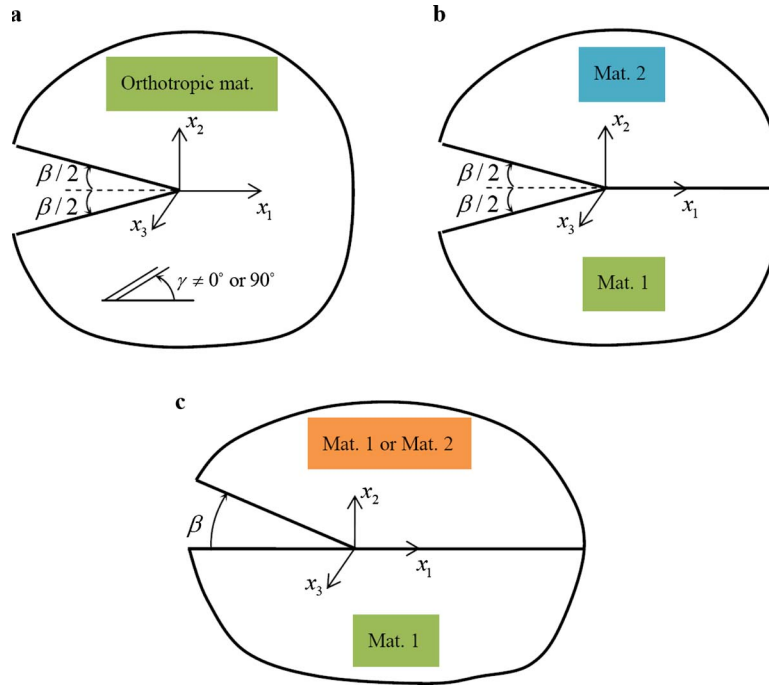 a
Orthotropic mat.
x₂
β/2
β/2
x₃
x₁
γ ≠ 0° or 90°
b
Mat. 2
x₂
β/2
β/2
x₃
x₁
Mat. 1
c
Mat. 1 or Mat. 2
x₂
β
x₁
x₃
Mat. 1